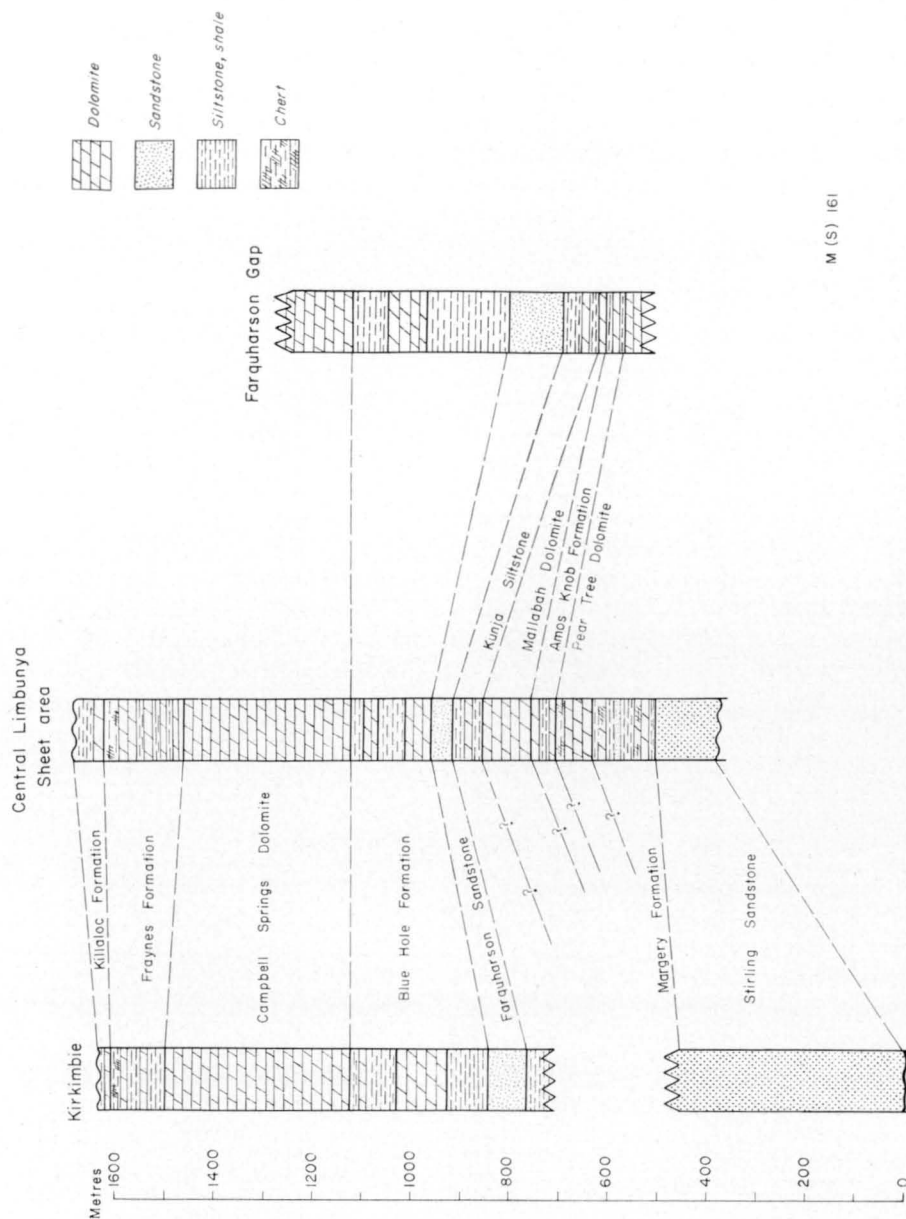 Central Limbunya
Sheet area
Kirkimbie
Farquharson Gap
Metres
1600
1400
1200
1000
800
600
400
200
0
Killaloc Formation
Fraynes Formation
Campbell Springs Dolomite
Blue Hole Formation
Farquharson Sandstone
Kunja Siltstone
Mallabah Dolomite
Amos Knob Formation
Pear Tree Dolomite
?
?
?
?
?
Margery Formation
Stirling Sandstone
Dolomite
Sandstone
Siltstone, shale
Chert
M (S) 161